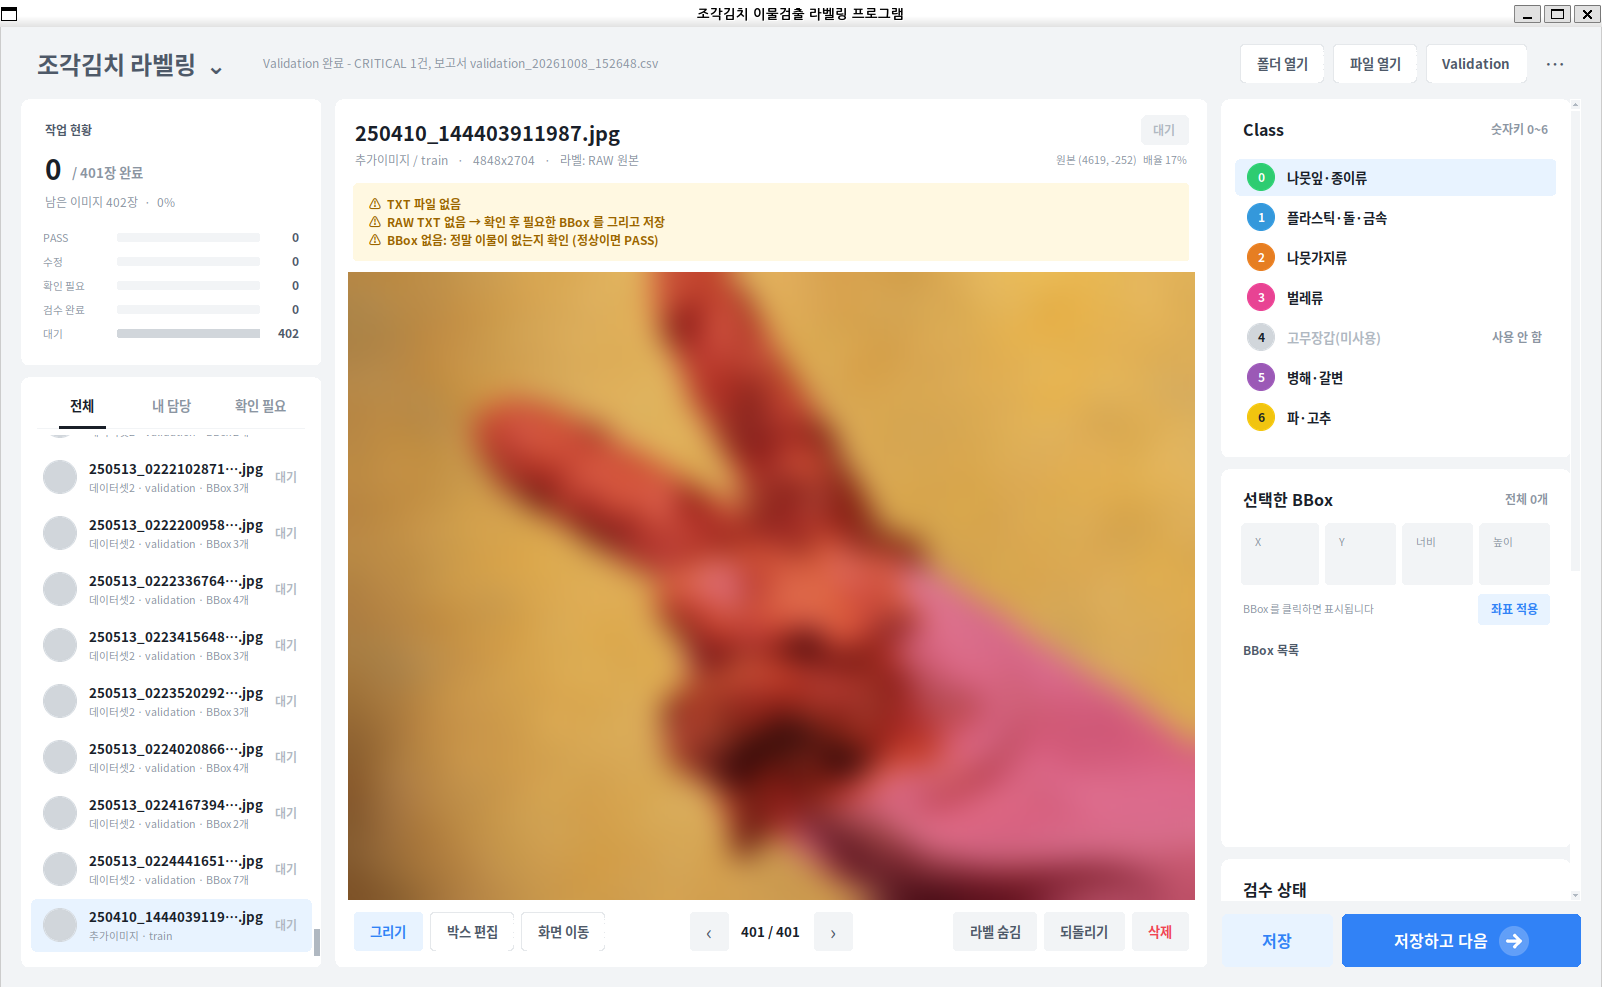 조각김치 이물검출 라벨링 프로그램
조각김치 라벨링
Validation 완료 - CRITICAL 1건, 보고서 validation_20261008_152648.csv
폴더 열기
파일 열기
Validation
작업 현황
0 / 401장 완료
남은 이미지 402장 · 0%
PASS 0
수정 0
확인 필요 0
검수 완료 0
대기 402
전체
내 담당
확인 필요
250513_0222102871···.jpg
데이터셋2 · validation · BBox 3개
대기
250513_0222200958···.jpg
데이터셋2 · validation · BBox 3개
대기
250513_0222336764···.jpg
데이터셋2 · validation · BBox 4개
대기
250513_0223415648···.jpg
데이터셋2 · validation · BBox 3개
대기
250513_0223520292···.jpg
데이터셋2 · validation · BBox 3개
대기
250513_0224020866···.jpg
데이터셋2 · validation · BBox 4개
대기
250513_0224167394···.jpg
데이터셋2 · validation · BBox 2개
대기
250513_0224441651···.jpg
데이터셋2 · validation · BBox 7개
대기
250410_1444039119···.jpg
추가이미지 · train
대기
250410_144403911987.jpg
대기
추가이미지 / train · 4848x2704 · 라벨: RAW 원본
원본 (4619, -252) 배율 17%
⚠ TXT 파일 없음
⚠ RAW TXT 없음 → 확인 후 필요한 BBox 를 그리고 저장
⚠ BBox 없음: 정말 이물이 없는지 확인 (정상이면 PASS)
그리기
박스 편집
화면 이동
‹ 401 / 401 ›
라벨 숨김
되돌리기
삭제
Class
숫자키 0~6
0 나뭇잎·종이류
1 플라스틱·돌·금속
2 나뭇가지류
3 벌레류
4 고무장갑(미사용) 사용 안 함
5 병해·갈변
6 파·고추
선택한 BBox
전체 0개
X
Y
너비
높이
BBox 를 클릭하면 표시됩니다
좌표 적용
BBox 목록
검수 상태
저장
저장하고 다음